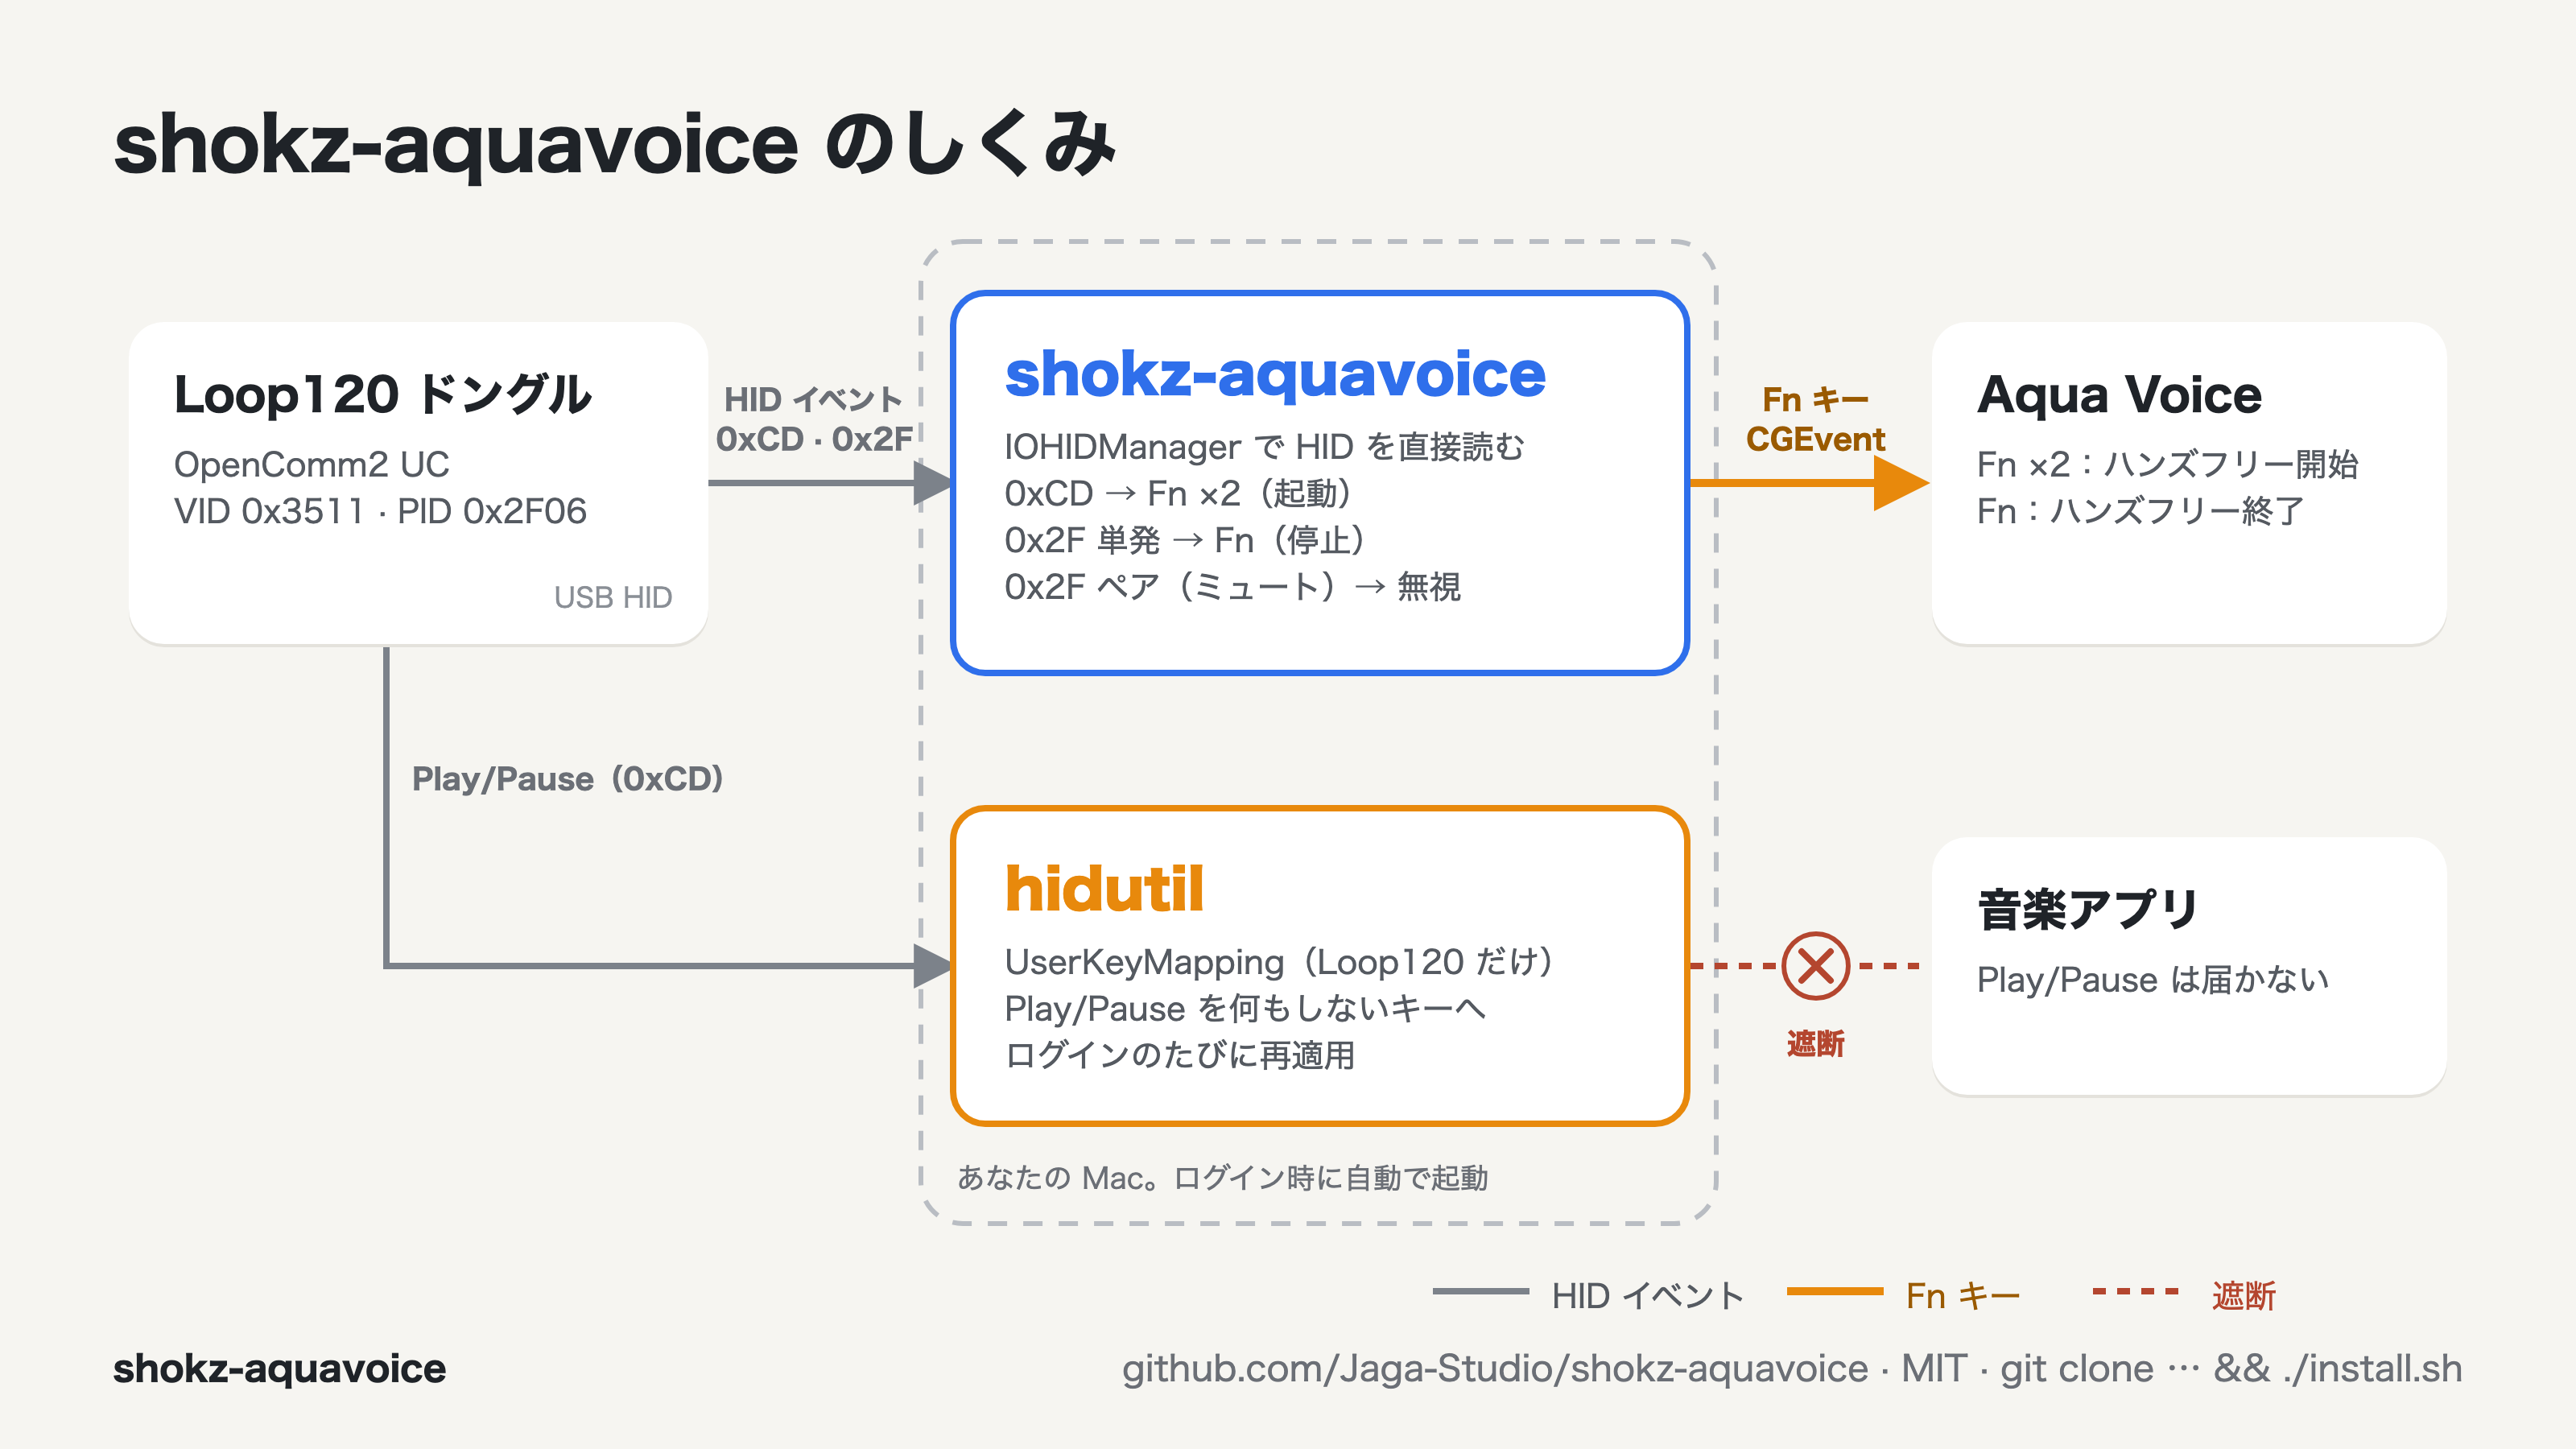 shokz-aquavoice のしくみ
Loop120 ドングル
OpenComm2 UC
VID 0x3511 · PID 0x2F06
USB HID
HID イベント
0xCD · 0x2F
shokz-aquavoice
IOHIDManager で HID を直接読む
0xCD → Fn ×2（起動）
0x2F 単発 → Fn（停止）
0x2F ペア（ミュート）→ 無視
Fn キー
CGEvent
Aqua Voice
Fn ×2：ハンズフリー開始
Fn：ハンズフリー終了
Play/Pause（0xCD）
hidutil
UserKeyMapping（Loop120 だけ）
Play/Pause を何もしないキーへ
ログインのたびに再適用
遮断
音楽アプリ
Play/Pause は届かない
あなたの Mac。ログイン時に自動で起動
HID イベント
Fn キー
遮断
shokz-aquavoice
github.com/Jaga-Studio/shokz-aquavoice · MIT · git clone … && ./install.sh